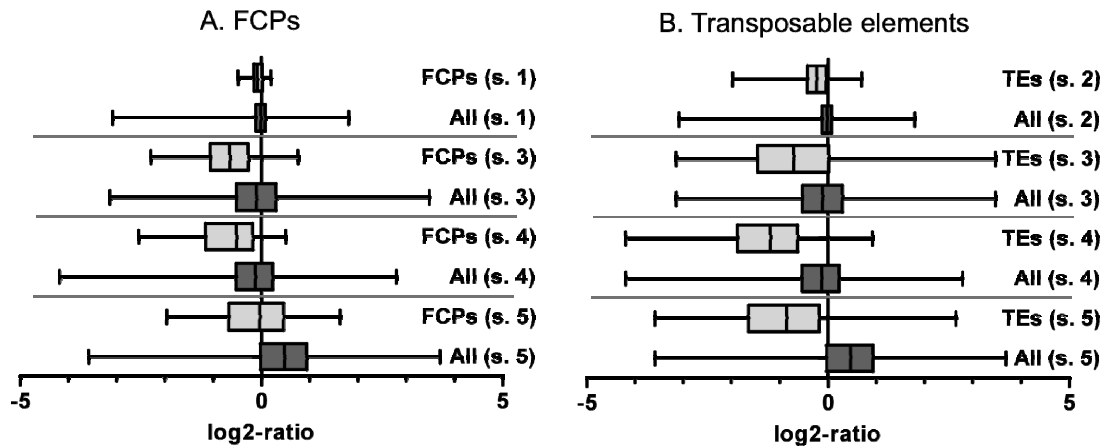 A. FCPs
FCPs (s. 1)
All (s. 1)
FCPs (s. 3)
All (s. 3)
FCPs (s. 4)
All (s. 4)
FCPs (s. 5)
All (s. 5)
-5 0 5
log2-ratio
B. Transposable elements
TEs (s. 2)
All (s. 2)
TEs (s. 3)
All (s. 3)
TEs (s. 4)
All (s. 4)
TEs (s. 5)
All (s. 5)
-5 0 5
log2-ratio